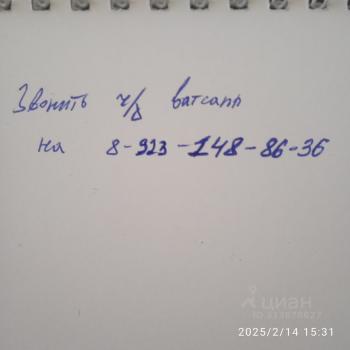 Звонить ч/з ватсапп
на 8-923-148-86-36
циан
2025/2/14 15:31